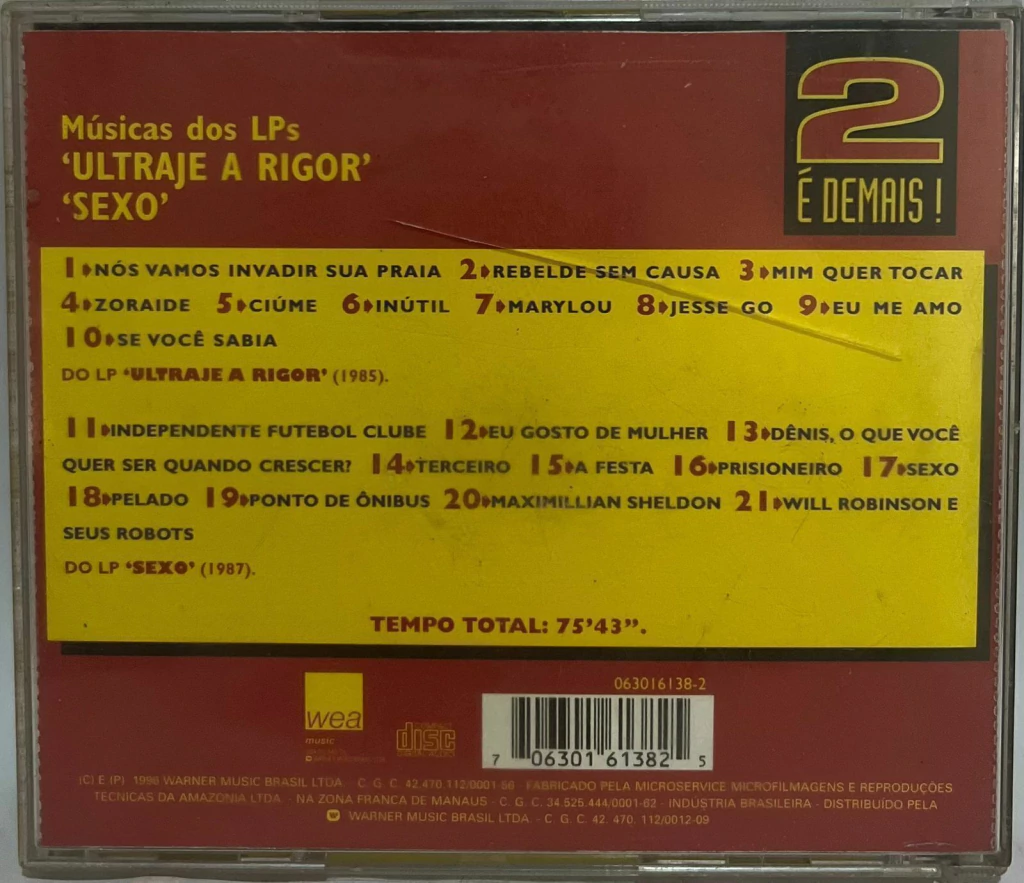 Músicas dos LPs
‘ULTRAJE A RIGOR’
‘SEXO’
2
É DEMAIS!
1 NÓS VAMOS INVADIR SUA PRAIA 2 REBELDE SEM CAUSA 3 MIM QUER TOCAR
4 ZORAIDE 5 CIÚME 6 INÚTIL 7 MARYLOU 8 JESSE GO 9 EU ME AMO
10 SE VOCÊ SABIA
DO LP ‘ULTRAJE A RIGOR’ (1985).
11 INDEPENDENTE FUTEBOL CLUBE 12 EU GOSTO DE MULHER 13 DÊNIS, O QUE VOCÊ
QUER SER QUANDO CRESCER? 14 TERCEIRO 15 A FESTA 16 PRISIONEIRO 17 SEXO
18 PELADO 19 PONTO DE ÔNIBUS 20 MAXIMILLIAN SHELDON 21 WILL ROBINSON E
SEUS ROBOTS
DO LP ‘SEXO’ (1987).
TEMPO TOTAL: 75’43”.
063016138-2
wea
music
COMPACT
disc
DIGITAL AUDIO
7 06301 61382 5
(C) E (P) 1996 WARNER MUSIC BRASIL LTDA. C. G. C. 42.470.112/0001-56 FABRICADO PELA MICROSERVICE MICROFILMAGENS E REPRODUÇÕES
TECNICAS DA AMAZONIA LTDA. - NA ZONA FRANCA DE MANAUS - C. G. C. 34.525.444/0001-62 - INDÚSTRIA BRASILEIRA - DISTRIBUÍDO PELA
WARNER MUSIC BRASIL LTDA. - C. G. C. 42. 470. 112/0012-09